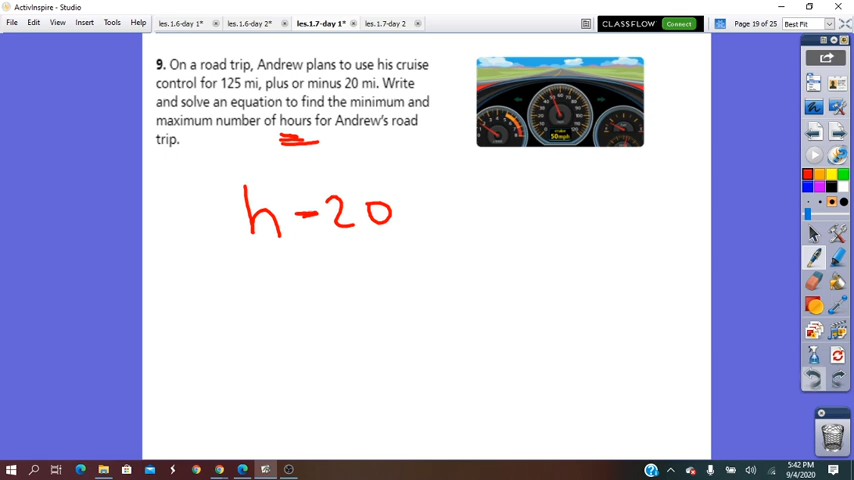 ActivInspire - Studio
File Edit View Insert Tools Help
les.1.6-day 1* les.1.6-day 2* les.1.7-day 1* les.1.7-day 2
CLASSFLOW Connect
Page 19 of 25 Best Fit
9. On a road trip, Andrew plans to use his cruise
control for 125 mi, plus or minus 20 mi. Write
and solve an equation to find the minimum and
maximum number of hours for Andrew's road
trip.
50mph
h - 20
5:42 PM
9/4/2020